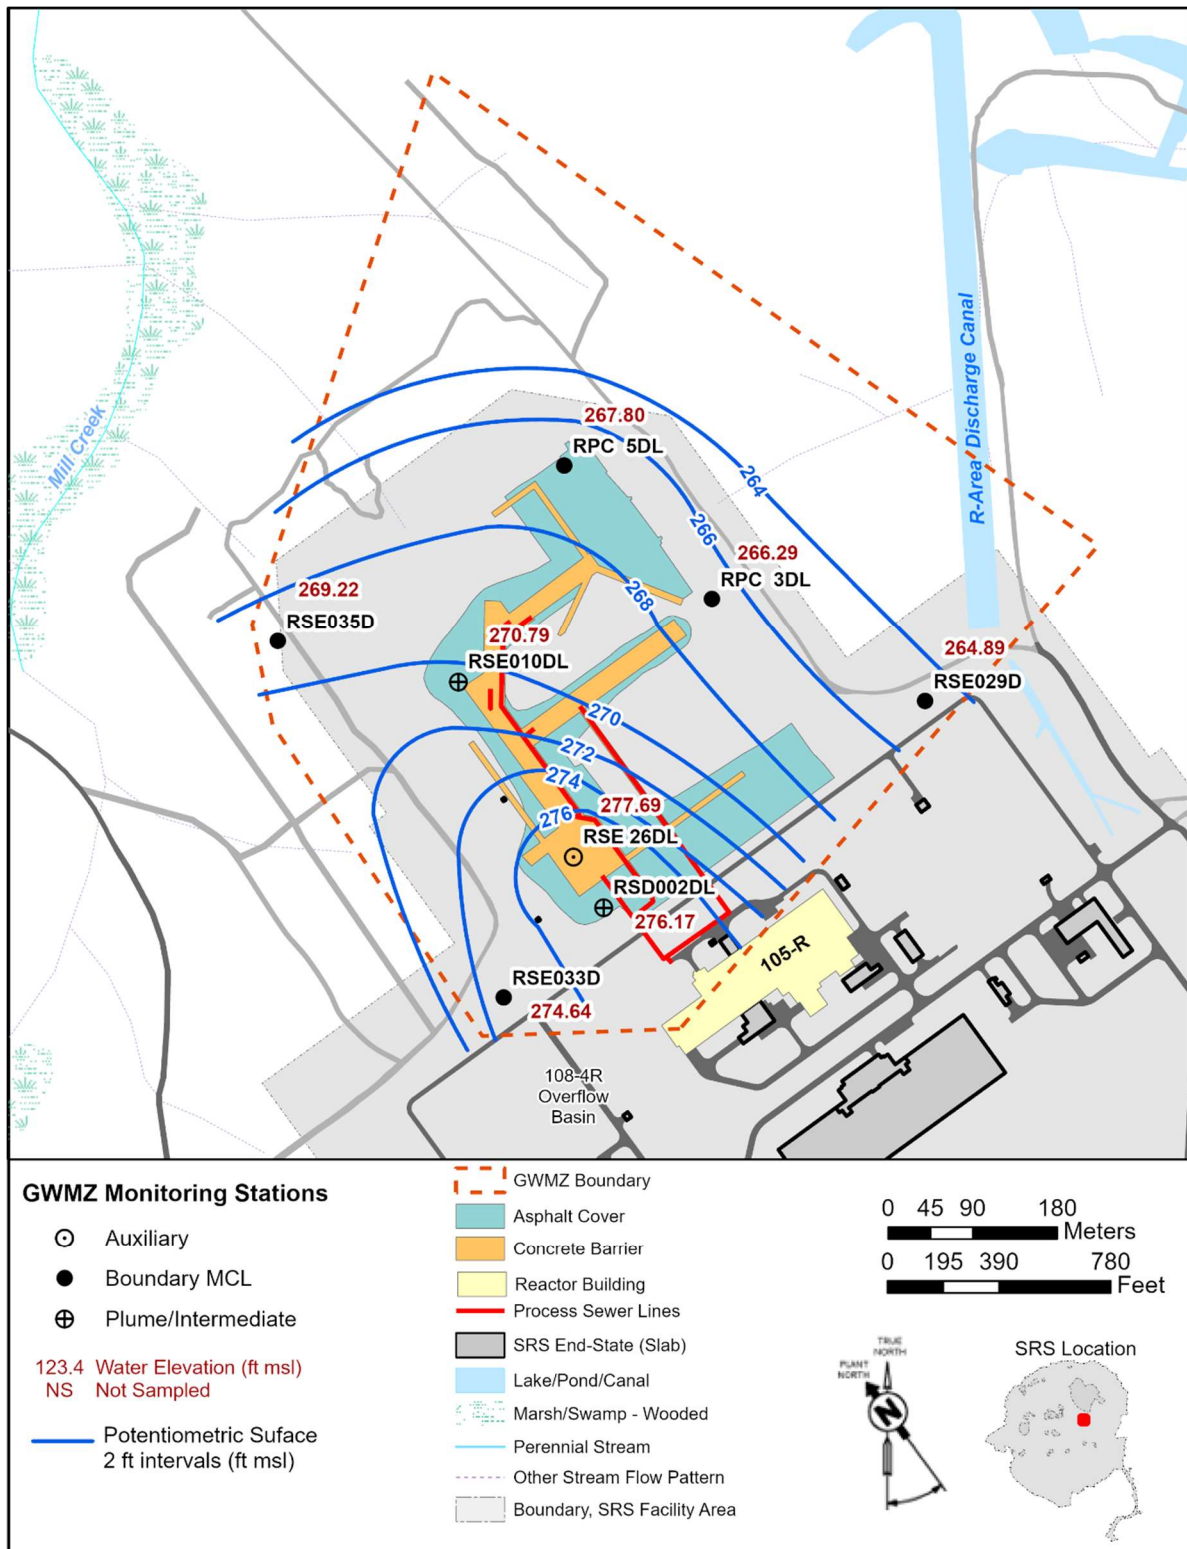 267.80
RPC 5DL
264
266
266.29
RPC 3DL
R-Area Discharge Canal
Mill Creek
269.22
RSE035D
268
270.79
RSE010DL
264.89
RSE029D
270
272
274
277.69
276
RSE 26DL
RSD002DL
276.17
105-R
RSE033D
274.64
108-4R
Overflow
Basin
GWMZ Monitoring Stations
Auxiliary
Boundary MCL
Plume/Intermediate
123.4 Water Elevation (ft msl)
NS Not Sampled
Potentiometric Suface
2 ft intervals (ft msl)
GWMZ Boundary
Asphalt Cover
Concrete Barrier
Reactor Building
Process Sewer Lines
SRS End-State (Slab)
Lake/Pond/Canal
Marsh/Swamp - Wooded
Perennial Stream
Other Stream Flow Pattern
Boundary, SRS Facility Area
0 45 90 180
Meters
0 195 390 780
Feet
TRUE
NORTH
PLANT
NORTH
N
SRS Location